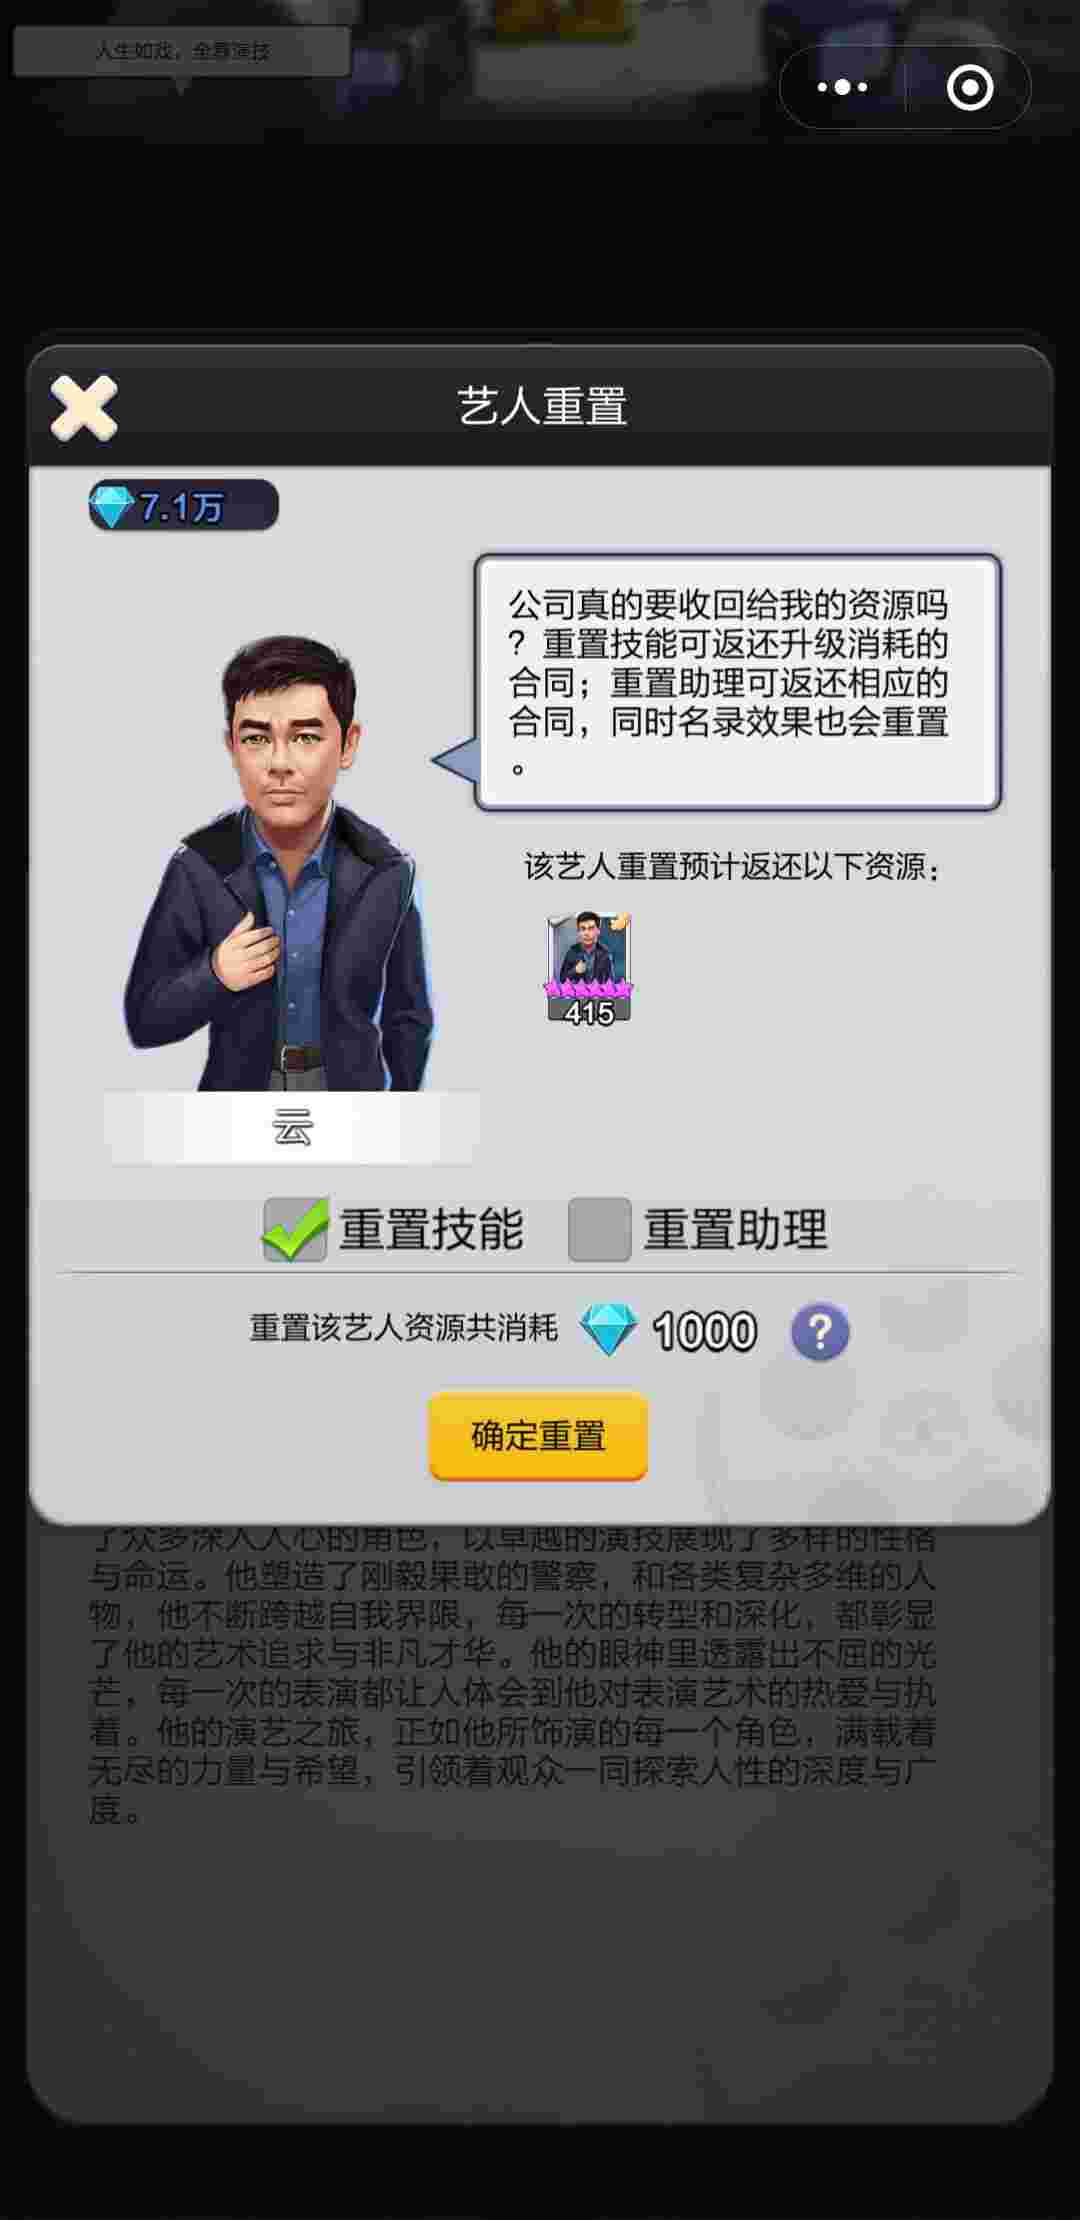 人生如戏，全靠演技
艺人重置
7.1万
公司真的要收回给我的资源吗
？重置技能可返还升级消耗的
合同；重置助理可返还相应的
合同，同时名录效果也会重置
。
该艺人重置预计返还以下资源：
415
云
重置技能 重置助理
重置该艺人资源共消耗 1000 ?
确定重置
了众多深入人心的角色，以卓越的演技展现了多样的性格
与命运。他塑造了刚毅果敢的警察，和各类复杂多维的人
物，他不断跨越自我界限，每一次的转型和深化，都彰显
了他的艺术追求与非凡才华。他的眼神里透露出不屈的光
芒，每一次的表演都让人体会到他对表演艺术的热爱与执
着。他的演艺之旅，正如他所饰演的每一个角色，满载着
无尽的力量与希望，引领着观众一同探索人性的深度与广
度。